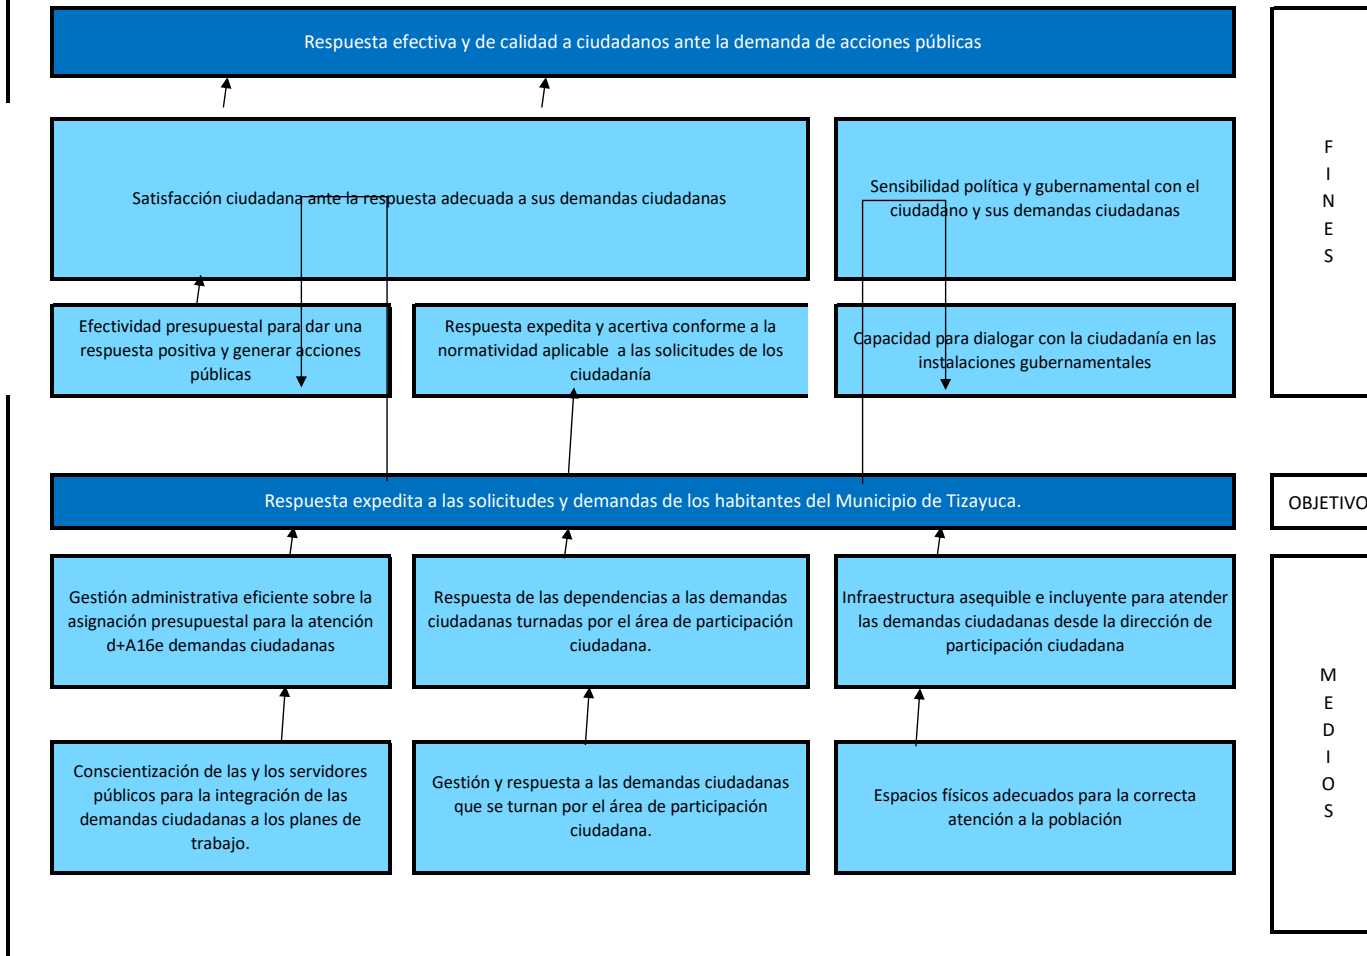 Respuesta efectiva y de calidad a ciudadanos ante la demanda de acciones públicas
Satisfacción ciudadana ante la respuesta adecuada a sus demandas ciudadanas
Sensibilidad política y gubernamental con el
ciudadano y sus demandas ciudadanas
F
I
N
E
S
Efectividad presupuestal para dar una
respuesta positiva y generar acciones
públicas
Respuesta expedita y acertiva conforme a la
normatividad aplicable  a las solicitudes de los
ciudadanía
Capacidad para dialogar con la ciudadanía en las
instalaciones gubernamentales
Respuesta expedita a las solicitudes y demandas de los habitantes del Municipio de Tizayuca.
OBJETIVO
Gestión administrativa eficiente sobre la
asignación presupuestal para la atención
d+A16e demandas ciudadanas
Respuesta de las dependencias a las demandas
ciudadanas turnadas por el área de participación
ciudadana.
Infraestructura asequible e incluyente para atender
las demandas ciudadanas desde la dirección de
participación ciudadana
M
E
D
I
O
S
Conscientización de las y los servidores
públicos para la integración de las
demandas ciudadanas a los planes de
trabajo.
Gestión y respuesta a las demandas ciudadanas
que se turnan por el área de participación
ciudadana.
Espacios físicos adecuados para la correcta
atención a la población